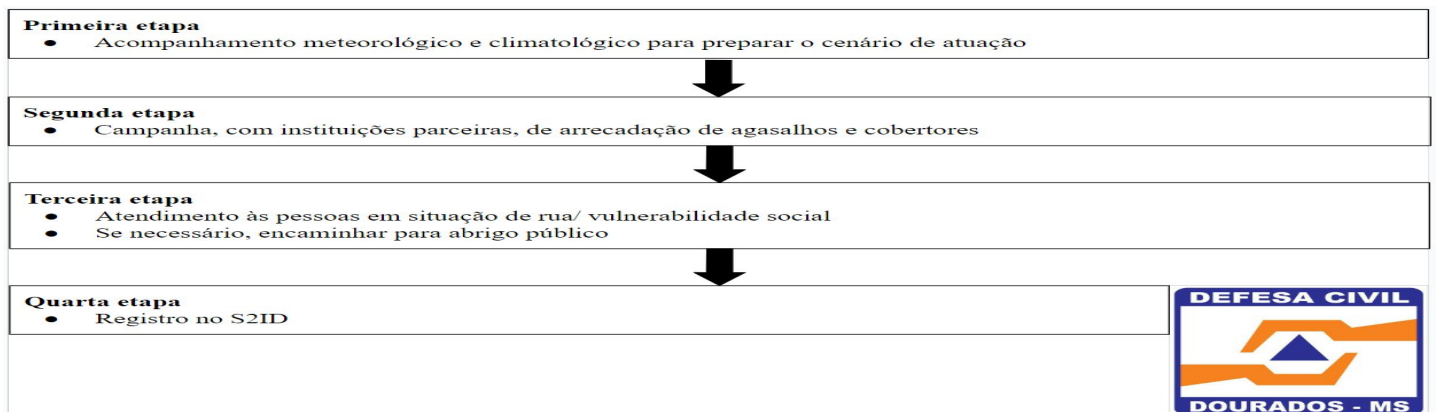 Primeira etapa
● Acompanhamento meteorológico e climatológico para preparar o cenário de atuação
Segunda etapa
● Campanha, com instituições parceiras, de arrecadação de agasalhos e cobertores
Terceira etapa
● Atendimento às pessoas em situação de rua/ vulnerabilidade social
● Se necessário, encaminhar para abrigo público
Quarta etapa
● Registro no S2ID
DEFESA CIVIL
DOURADOS - MS